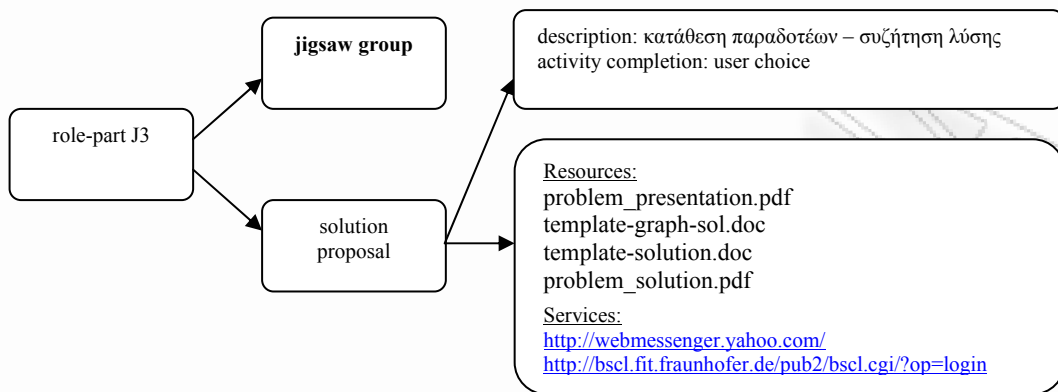 jigsaw group
description: κατάθεση παραδοτέων – συζήτηση λύσης
activity completion: user choice
role-part J3
solution
proposal
Resources:
problem_presentation.pdf
template-graph-sol.doc
template-solution.doc
problem_solution.pdf
Services:
http://webmessenger.yahoo.com/
http://bscl.fit.fraunhofer.de/pub2/bscl.cgi/?op=login